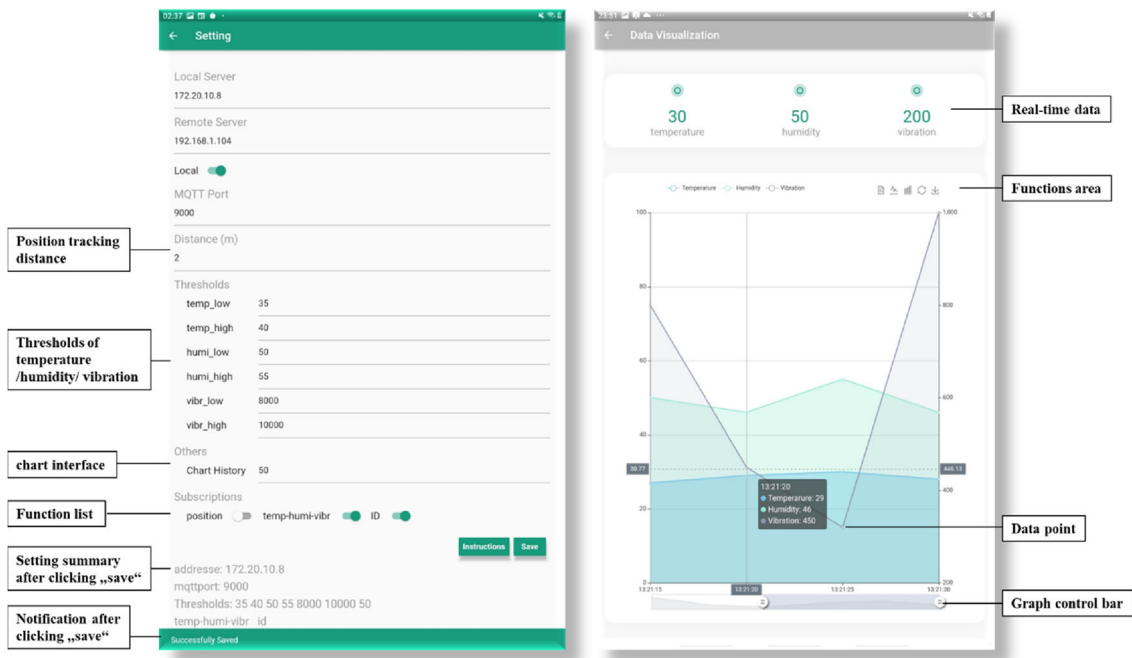 02:37
Setting
Local Server
172.20.10.8
Remote Server
192.168.1.104
Local
MQTT Port
9000
Distance (m)
2
Thresholds
temp_low 35
temp_high 40
humi_low 50
humi_high 55
vibr_low 8000
vibr_high 10000
Others
Chart History 50
Subscriptions
position temp-humi-vibr ID
Instructions Save
addresse: 172.20.10.8
mqttport: 9000
Thresholds: 35 40 50 55 8000 10000 50
temp-humi-vibr id
Successfully Saved
Position tracking
distance
Thresholds of
temperature
/humidity/ vibration
chart interface
Function list
Setting summary
after clicking „save“
Notification after
clicking „save“
23:51
Data Visualization
30 50 200
temperature humidity vibration
Temperature Humidity Vibration
100 1,000
80 800
60 600
40
30.77 446.13
400
20
0 200
13:21:20
Temperarure: 29
Humidity: 46
Vibration: 450
13:21:15 13:21:20 13:21:25 13:21:30
Real-time data
Functions area
Data point
Graph control bar